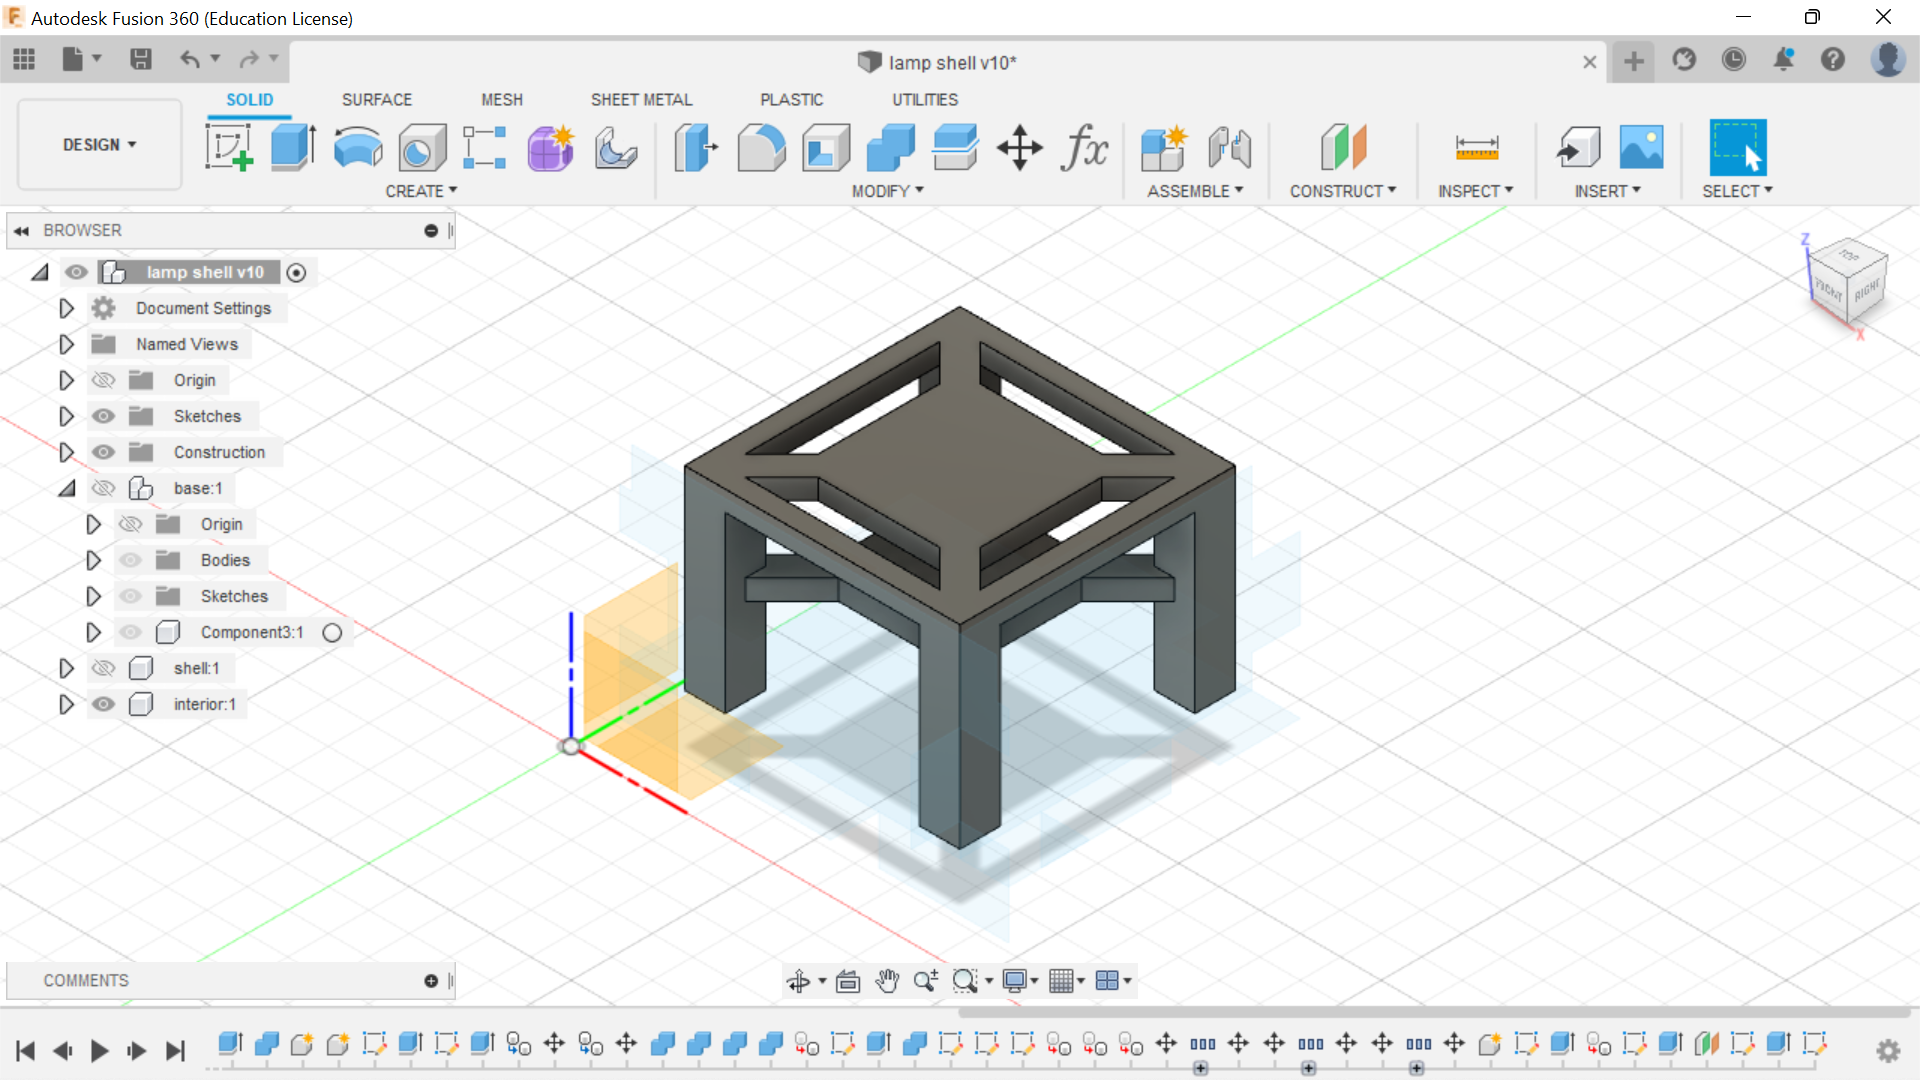 Autodesk Fusion 360 (Education License)
lamp shell v10*
SOLID SURFACE MESH SHEET METAL PLASTIC UTILITIES
DESIGN
CREATE MODIFY ASSEMBLE CONSTRUCT INSPECT INSERT SELECT
fx
BROWSER
lamp shell v10
Document Settings
Named Views
Origin
Sketches
Construction
base:1
Origin
Bodies
Sketches
Component3:1
shell:1
interior:1
Z
TOP
FRONT RIGHT
X
COMMENTS